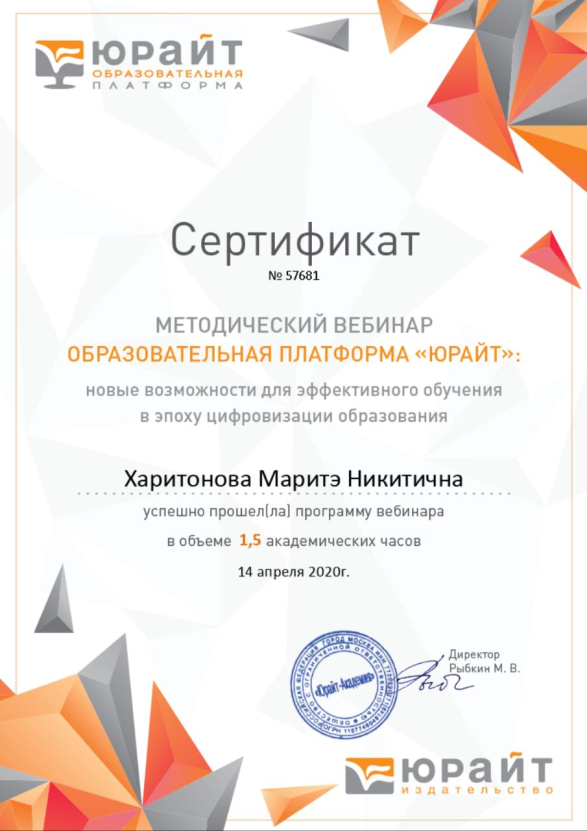 ЮРАЙТ
ОБРАЗОВАТЕЛЬНАЯ
ПЛАТФОРМА
Сертификат
№ 57681
МЕТОДИЧЕСКИЙ ВЕБИНАР
ОБРАЗОВАТЕЛЬНАЯ ПЛАТФОРМА «ЮРАЙТ»:
новые возможности для эффективного обучения
в эпоху цифровизации образования
Харитонова Маритэ Никитична
успешно прошел(ла) программу вебинара
в объеме 1,5 академических часов
14 апреля 2020г.
«Юрайт-Академия»
Директор
Рыбкин М. В.
ЮРАЙТ
издательство